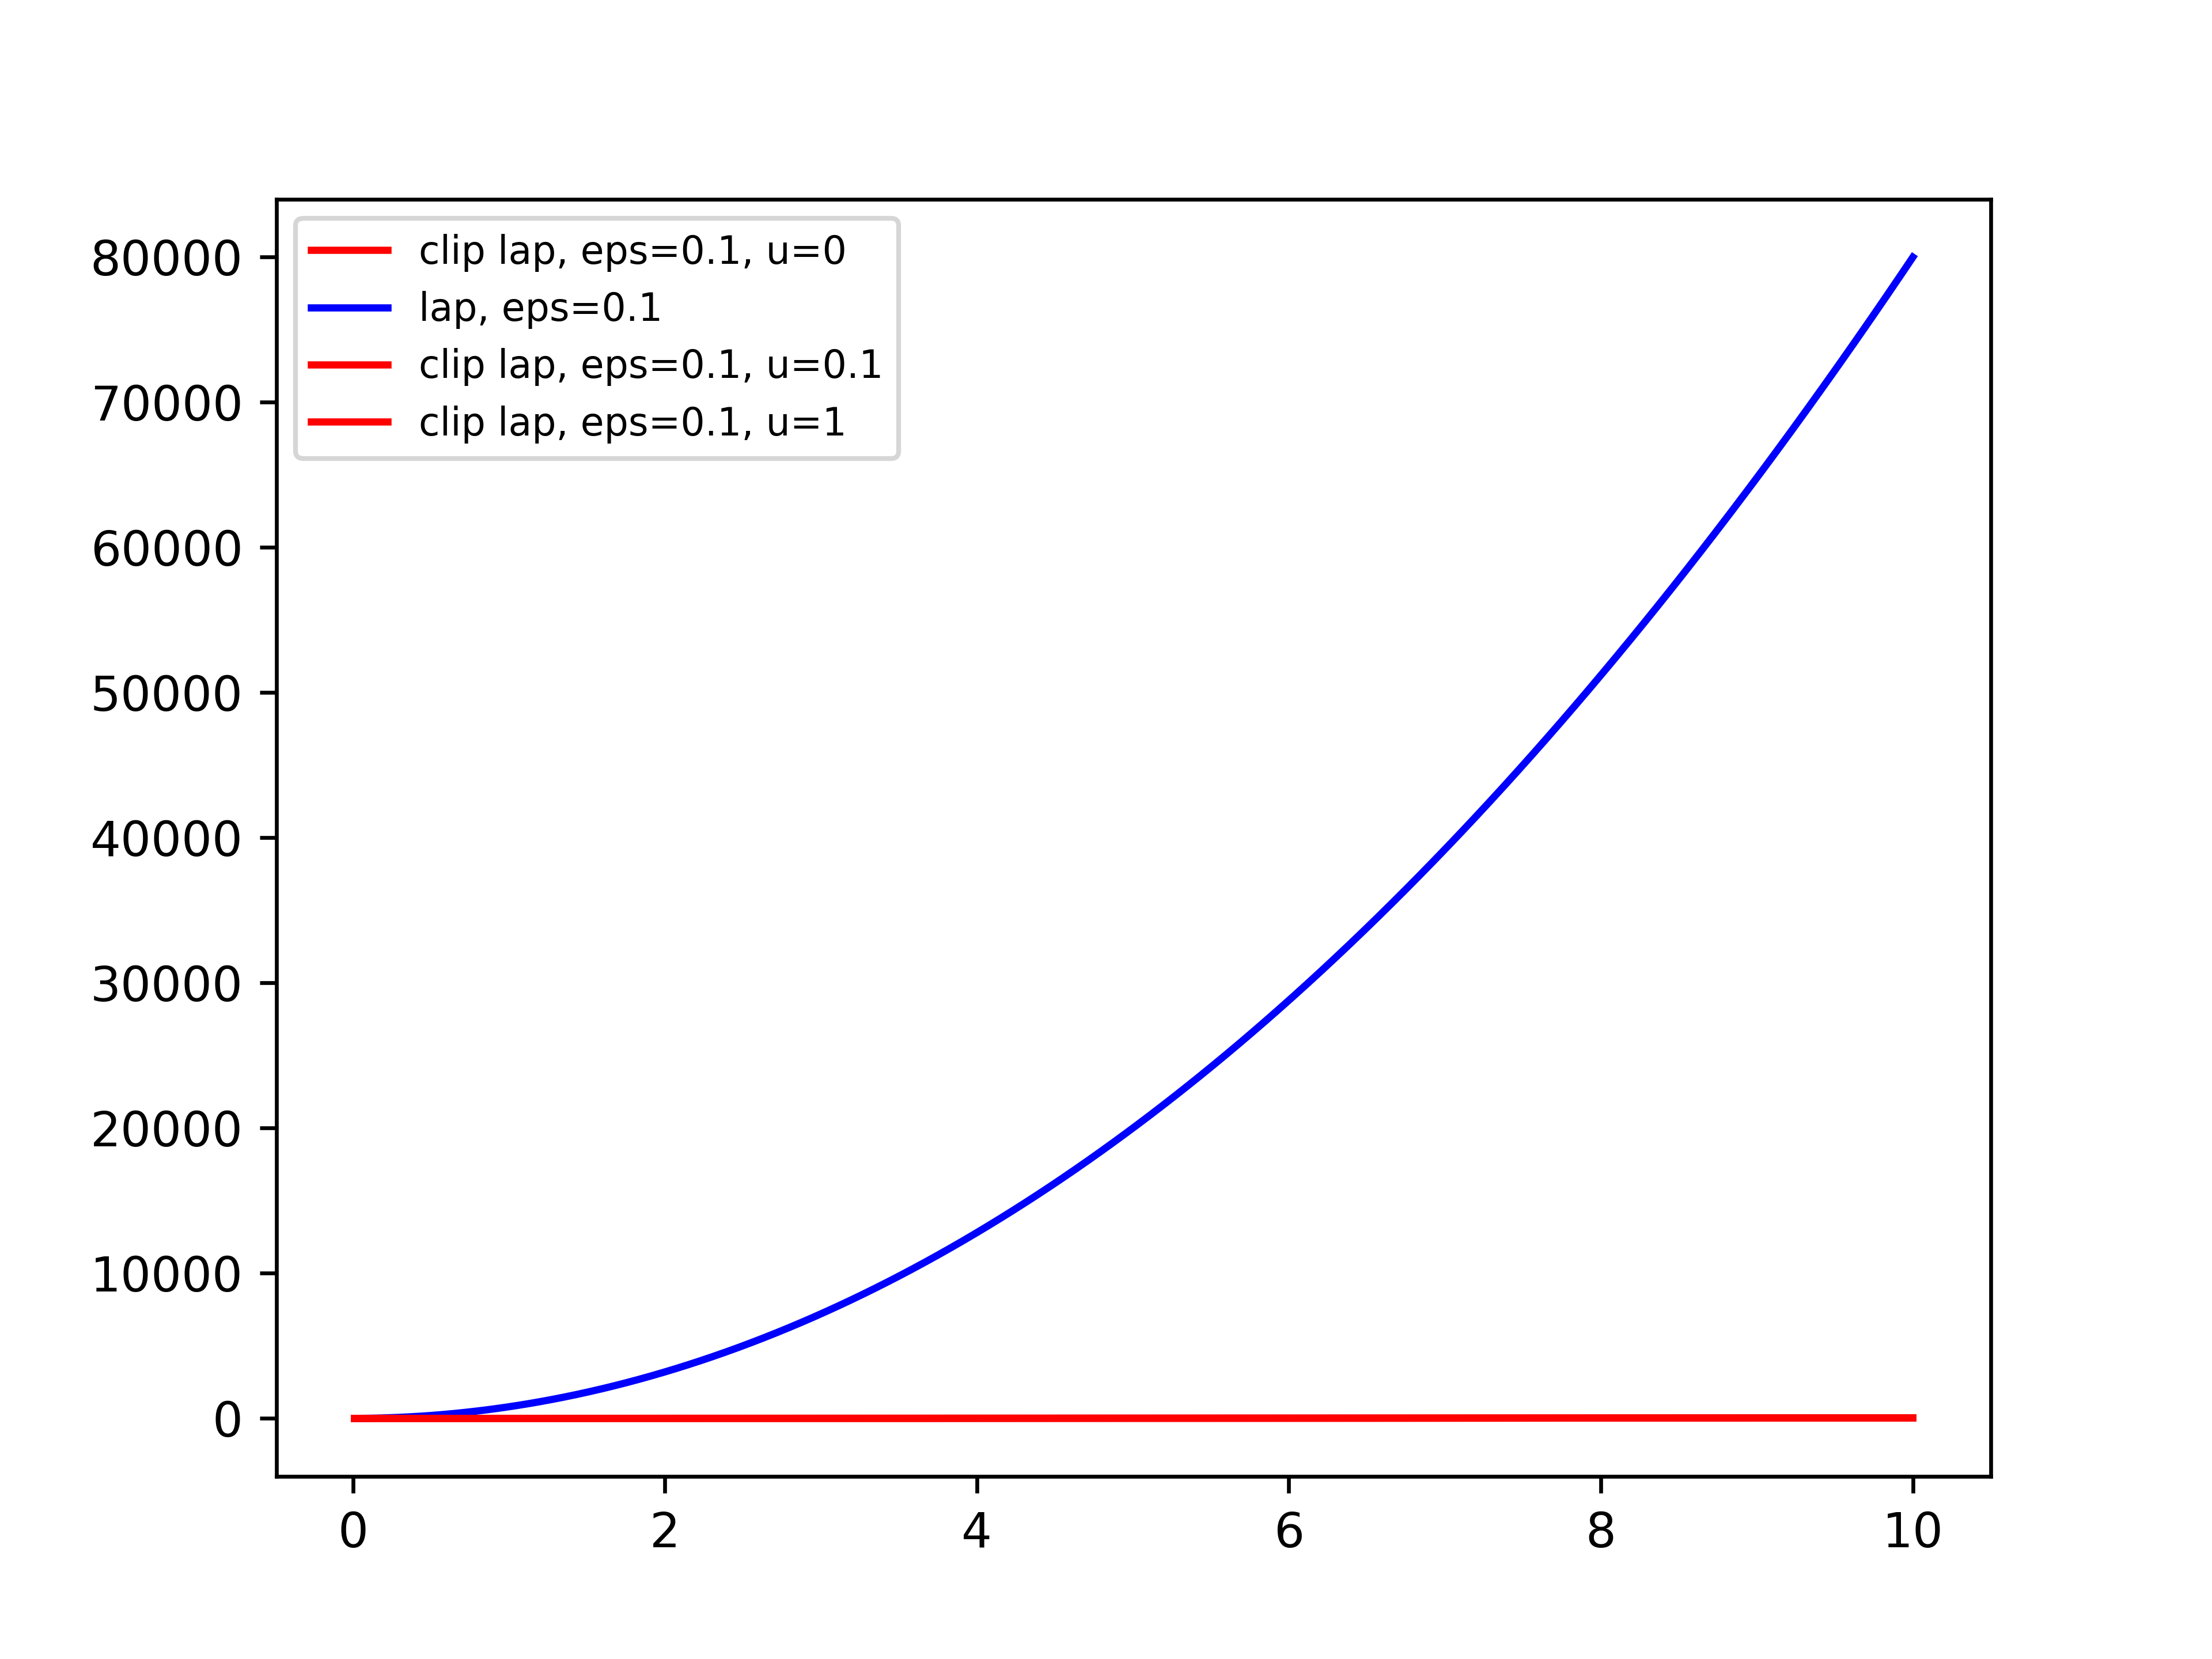 clip lap, eps=0.1, u=0
lap, eps=0.1
clip lap, eps=0.1, u=0.1
clip lap, eps=0.1, u=1
80000
70000
60000
50000
40000
30000
20000
10000
0
0 2 4 6 8 10